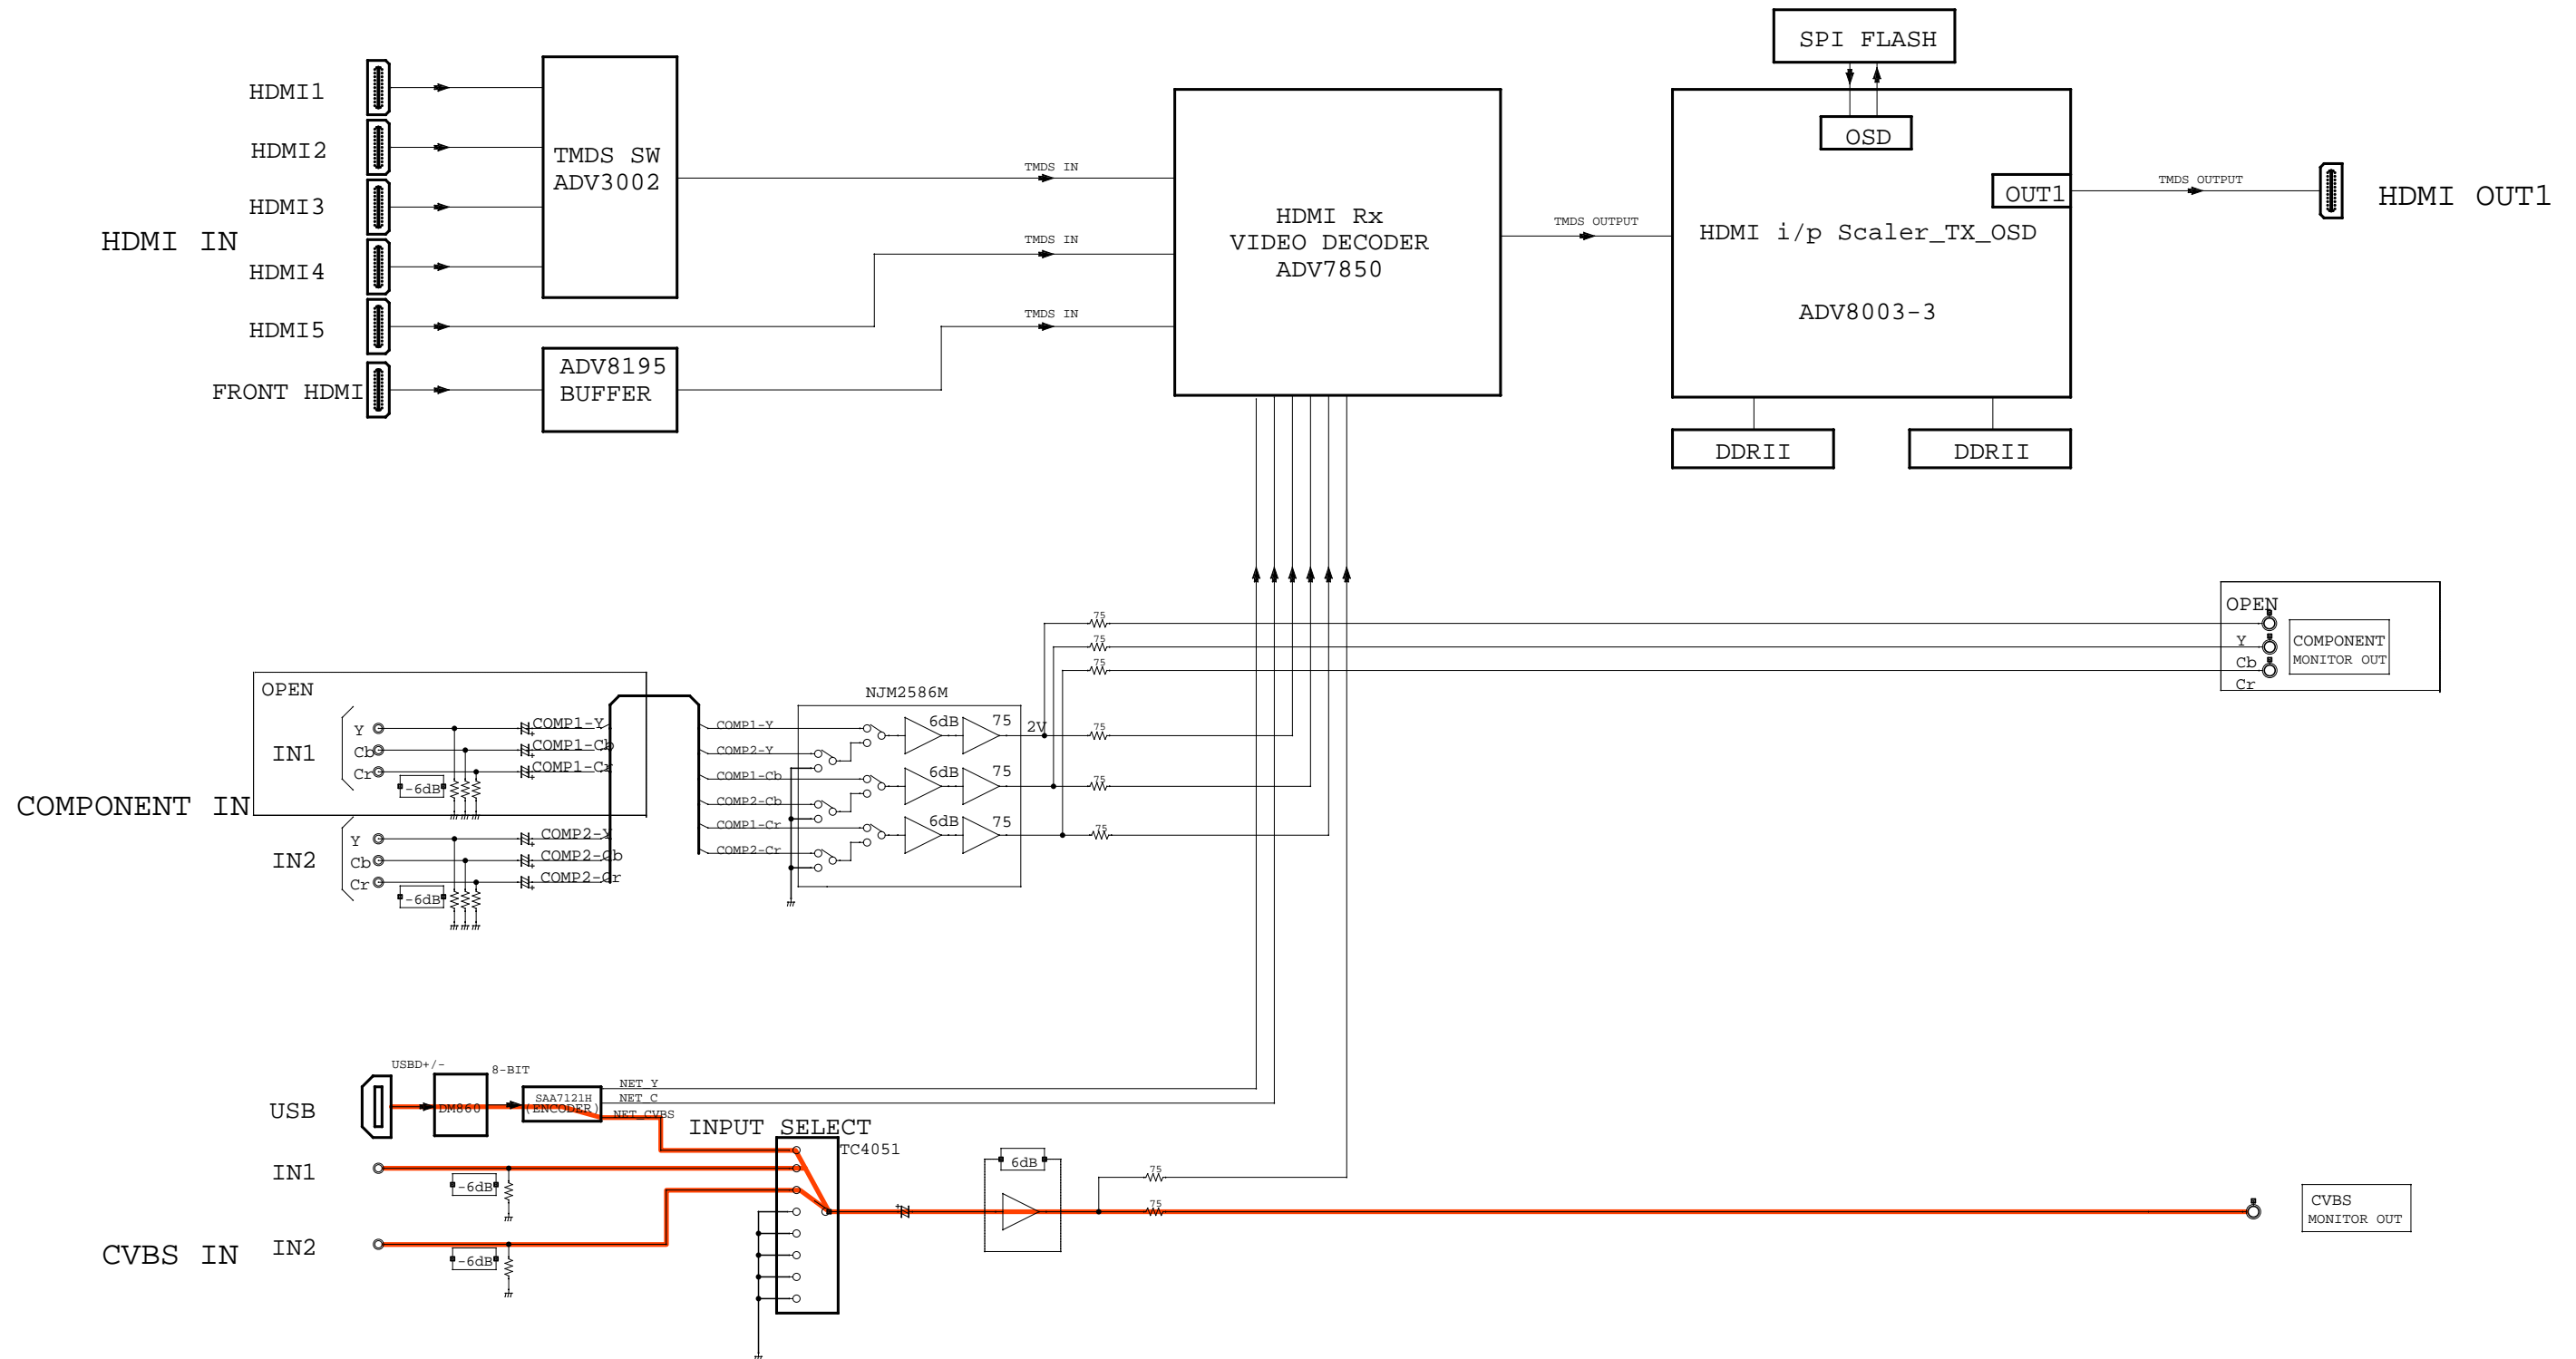 SPI FLASH
OSD
HDMI1
HDMI2
HDMI3
HDMI IN
HDMI4
HDMI5
FRONT HDMI
TMDS SW
ADV3002
ADV8195
BUFFER
TMDS IN
TMDS IN
TMDS IN
HDMI Rx
VIDEO DECODER
ADV7850
TMDS OUTPUT
OUT1
HDMI i/p Scaler_TX_OSD
ADV8003-3
TMDS OUTPUT
HDMI OUT1
DDRII
DDRII
OPEN
Y
Cb
Cr
COMPONENT
MONITOR OUT
75
75
75
COMPONENT IN
OPEN
IN1
Y
Cb
Cr
-6dB
COMP1-Y
COMP1-Cb
COMP1-Cr
IN2
Y
Cb
Cr
-6dB
COMP2-Y
COMP2-Cb
COMP2-Cr
NJM2586M
COMP1-Y
COMP2-Y
COMP1-Cb
COMP2-Cb
COMP1-Cr
COMP2-Cr
6dB 75 2V 75
6dB 75 75
6dB 75 75
USB
USBD+/-
DM860
8-BIT
SAA7121H
(ENCODER)
NET_Y
NET_C
NET_CVBS
INPUT SELECT
TC4051
CVBS IN
IN1
-6dB
IN2
-6dB
6dB
75
75
CVBS
MONITOR OUT